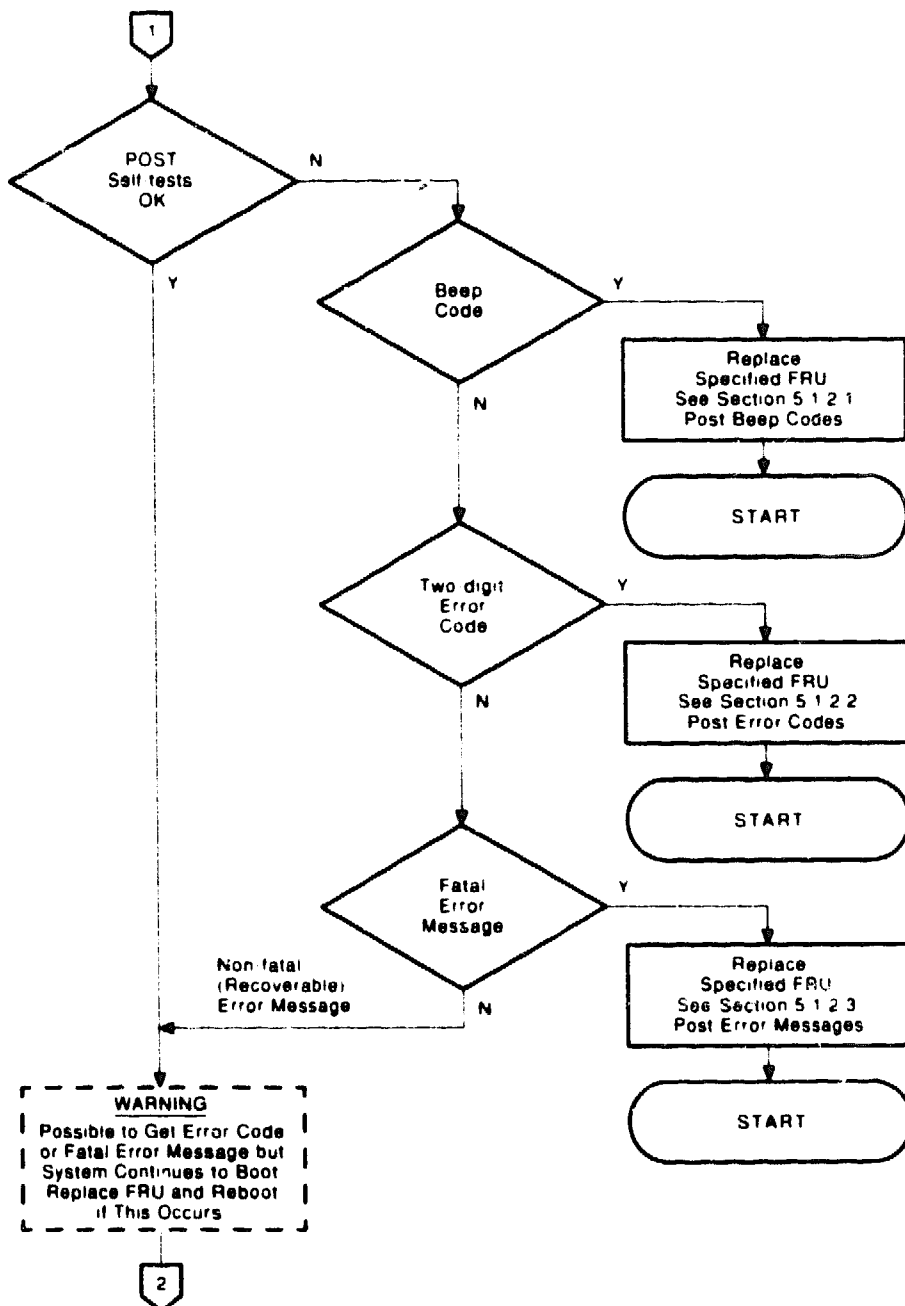 1
POST
Self tests
OK
N
Y
Beep
Code
Y
N
Replace
Specified FRU
See Section 5 1 2 1
Post Beep Codes
START
Two digit
Error
Code
Y
N
Replace
Specified FRU
See Section 5 1 2 2
Post Error Codes
START
Fatal
Error
Message
Y
N
Non-fatal
(Recoverable)
Error Message
Replace
Specified FRU
See Section 5 1 2 3
Post Error Messages
START
WARNING
Possible to Get Error Code
or Fatal Error Message but
System Continues to Boot
Replace FRU and Reboot
if This Occurs
2